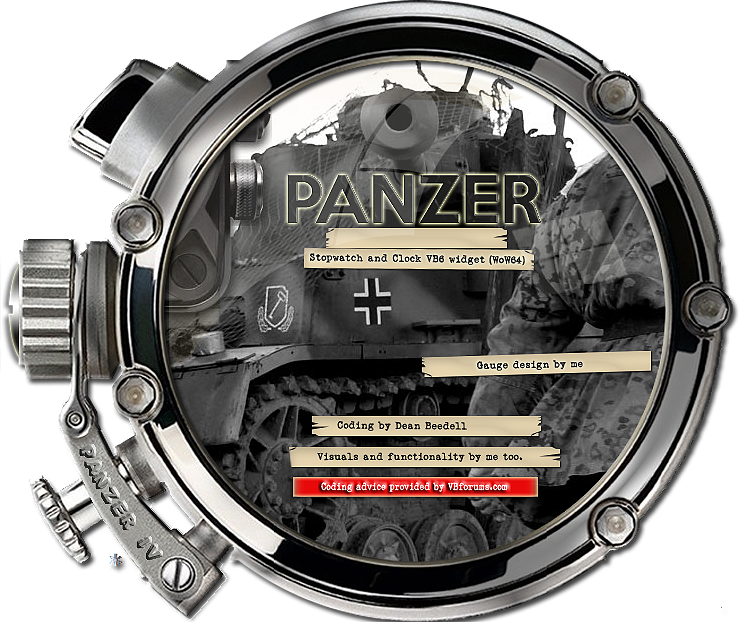 PANZER
Stopwatch and Clock VB6 widget (WoW64)
Gauge design by me
Coding by Dean Beedell
Visuals and functionality by me too.
Coding advice provided by VBforums.com
PANZER IV